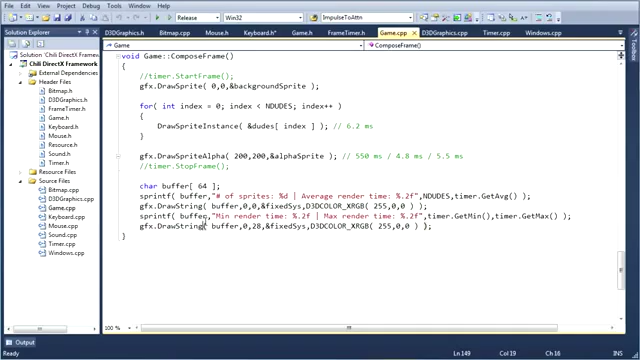 File Edit View Project Build Debug Team Data Tools Test Window Help
Release Win32 ImpulseToAttn
Solution Explorer
D3DGraphics.h Bitmap.h Mouse.h Keyboard.h* Game.h FrameTimer.h Game.cpp D3DGraphics.cpp Timer.cpp Windows.cpp
Game ComposeFrame()
Solution 'Chili DirectX Framework'
Chili DirectX Framework
External Dependencies
Header Files
Bitmap.h
D3DGraphics.h
FrameTimer.h
Game.h
Keyboard.h
Mouse.h
Resource.h
Sound.h
Timer.h
Source Files
Bitmap.cpp
D3DGraphics.cpp
Game.cpp
Keyboard.cpp
Mouse.cpp
Sound.cpp
Timer.cpp
Windows.cpp
void Game::ComposeFrame()
{
//timer.StartFrame();
gfx.DrawSprite( 0,0,&backgroundSprite );
for( int index = 0; index < NDUDES; index++ )
{
DrawSpriteInstance( &dudes[ index ] ); // 6.2 ms
}
gfx.DrawSpriteAlpha( 200,200,&alphaSprite ); // 550 ms / 4.8 ms / 5.5 ms
//timer.StopFrame();
char buffer[ 64 ];
sprintf( buffer,"# of sprites: %d | Average render time: %.2f",NDUDES,timer.GetAvg() );
gfx.DrawString( buffer,0,0,&fixedSys,D3DCOLOR_XRGB( 255,0,0 ) );
sprintf( buffer,"Min render time: %.2f | Max render time: %.2f",timer.GetMin(),timer.GetMax() );
gfx.DrawString( buffer,0,28,&fixedSys,D3DCOLOR_XRGB( 255,0,0 ) );
}
100 %
Output
Ready Ln 149 Col 19 Ch 16 INS
Toolbox